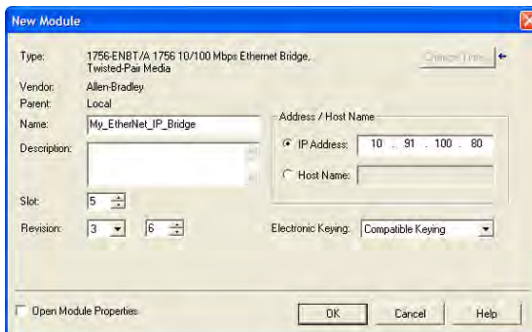 New Module
Type: 1756-ENBT/A 1756 10/100 Mbps Ethernet Bridge, Change Type...
Twisted-Pair Media
Vendor: Allen-Bradley
Parent: Local
Name: My_EtherNet_IP_Bridge
Address / Host Name
Description:
IP Address: 10 . 91 . 100 . 80
Host Name:
Slot: 5
Revision: 3 6 Electronic Keying: Compatible Keying
Open Module Properties OK Cancel Help